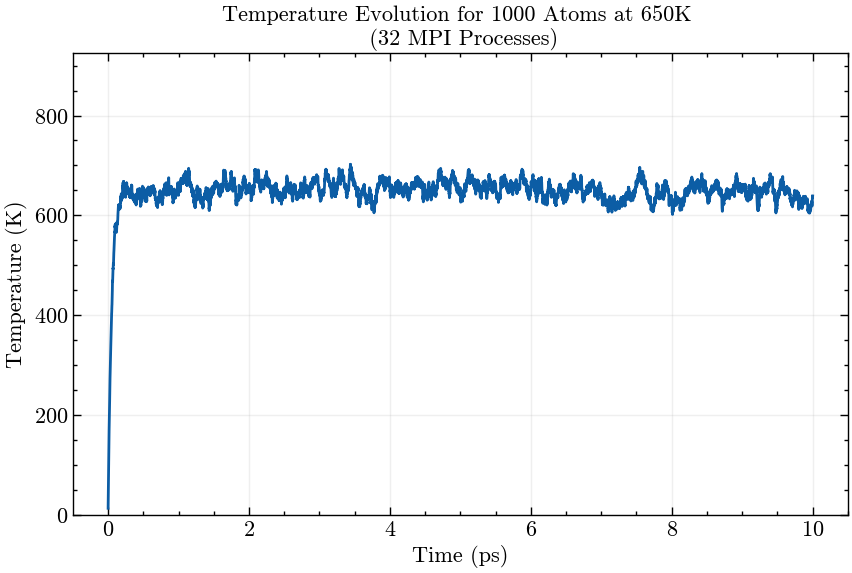 Temperature Evolution for 1000 Atoms at 650K
(32 MPI Processes)
Temperature (K)
800
600
400
200
0
0 2 4 6 8 10
Time (ps)